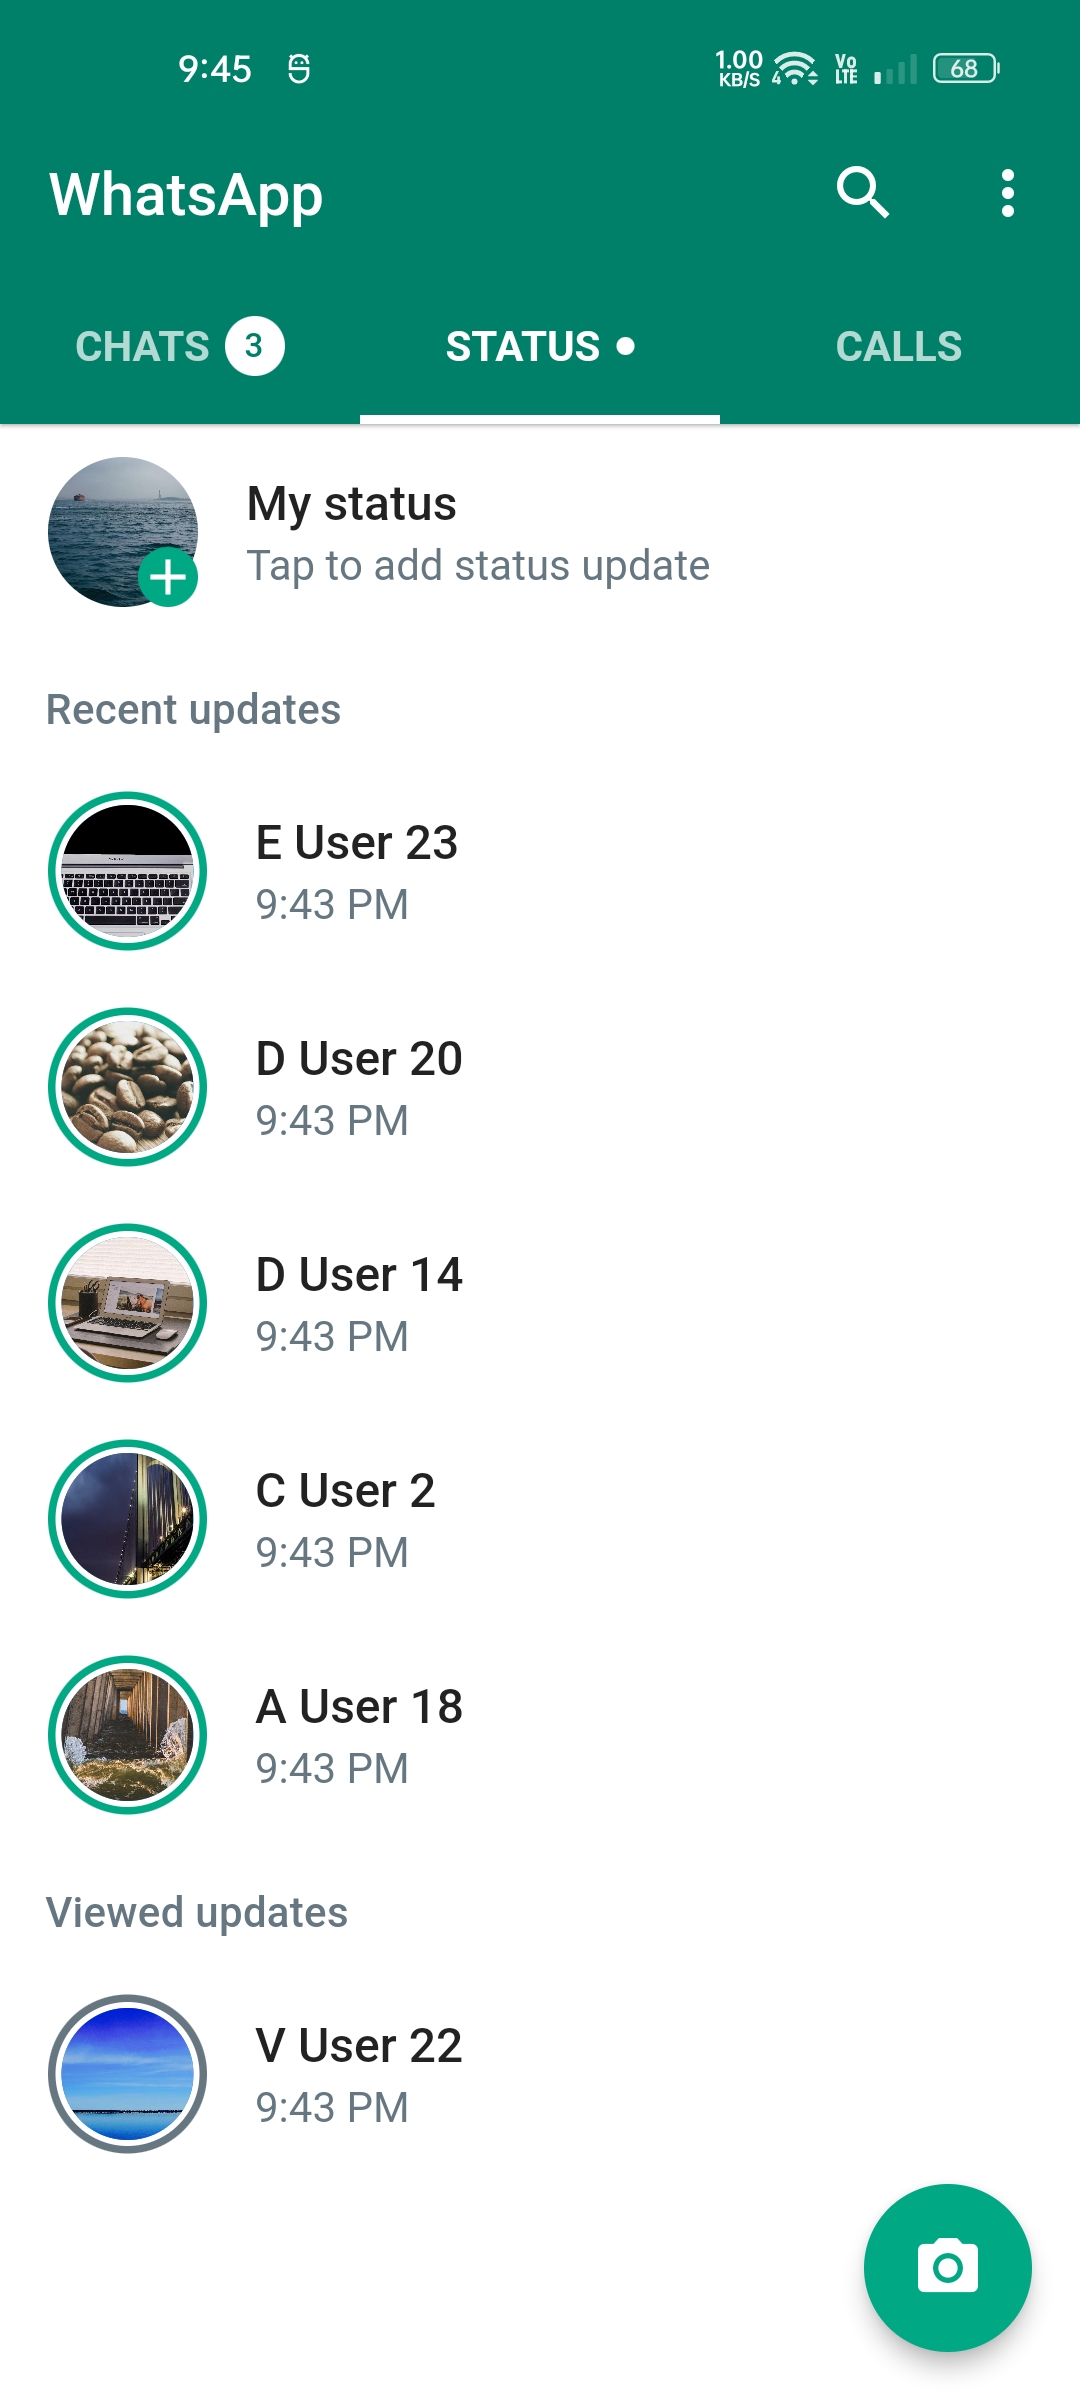 9:45
1.00 KB/S
4
Vo LTE
68
WhatsApp
CHATS 3
STATUS
CALLS
My status
Tap to add status update
Recent updates
E User 23
9:43 PM
D User 20
9:43 PM
D User 14
9:43 PM
C User 2
9:43 PM
A User 18
9:43 PM
Viewed updates
V User 22
9:43 PM